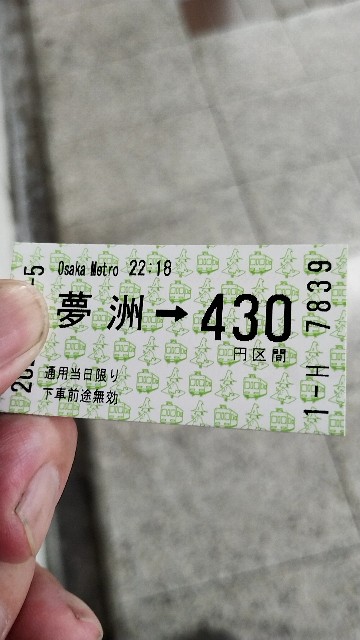 Osaka Metro 22:18
夢洲→430
円区間
通用当日限り
下車前途無効
1-H 7839